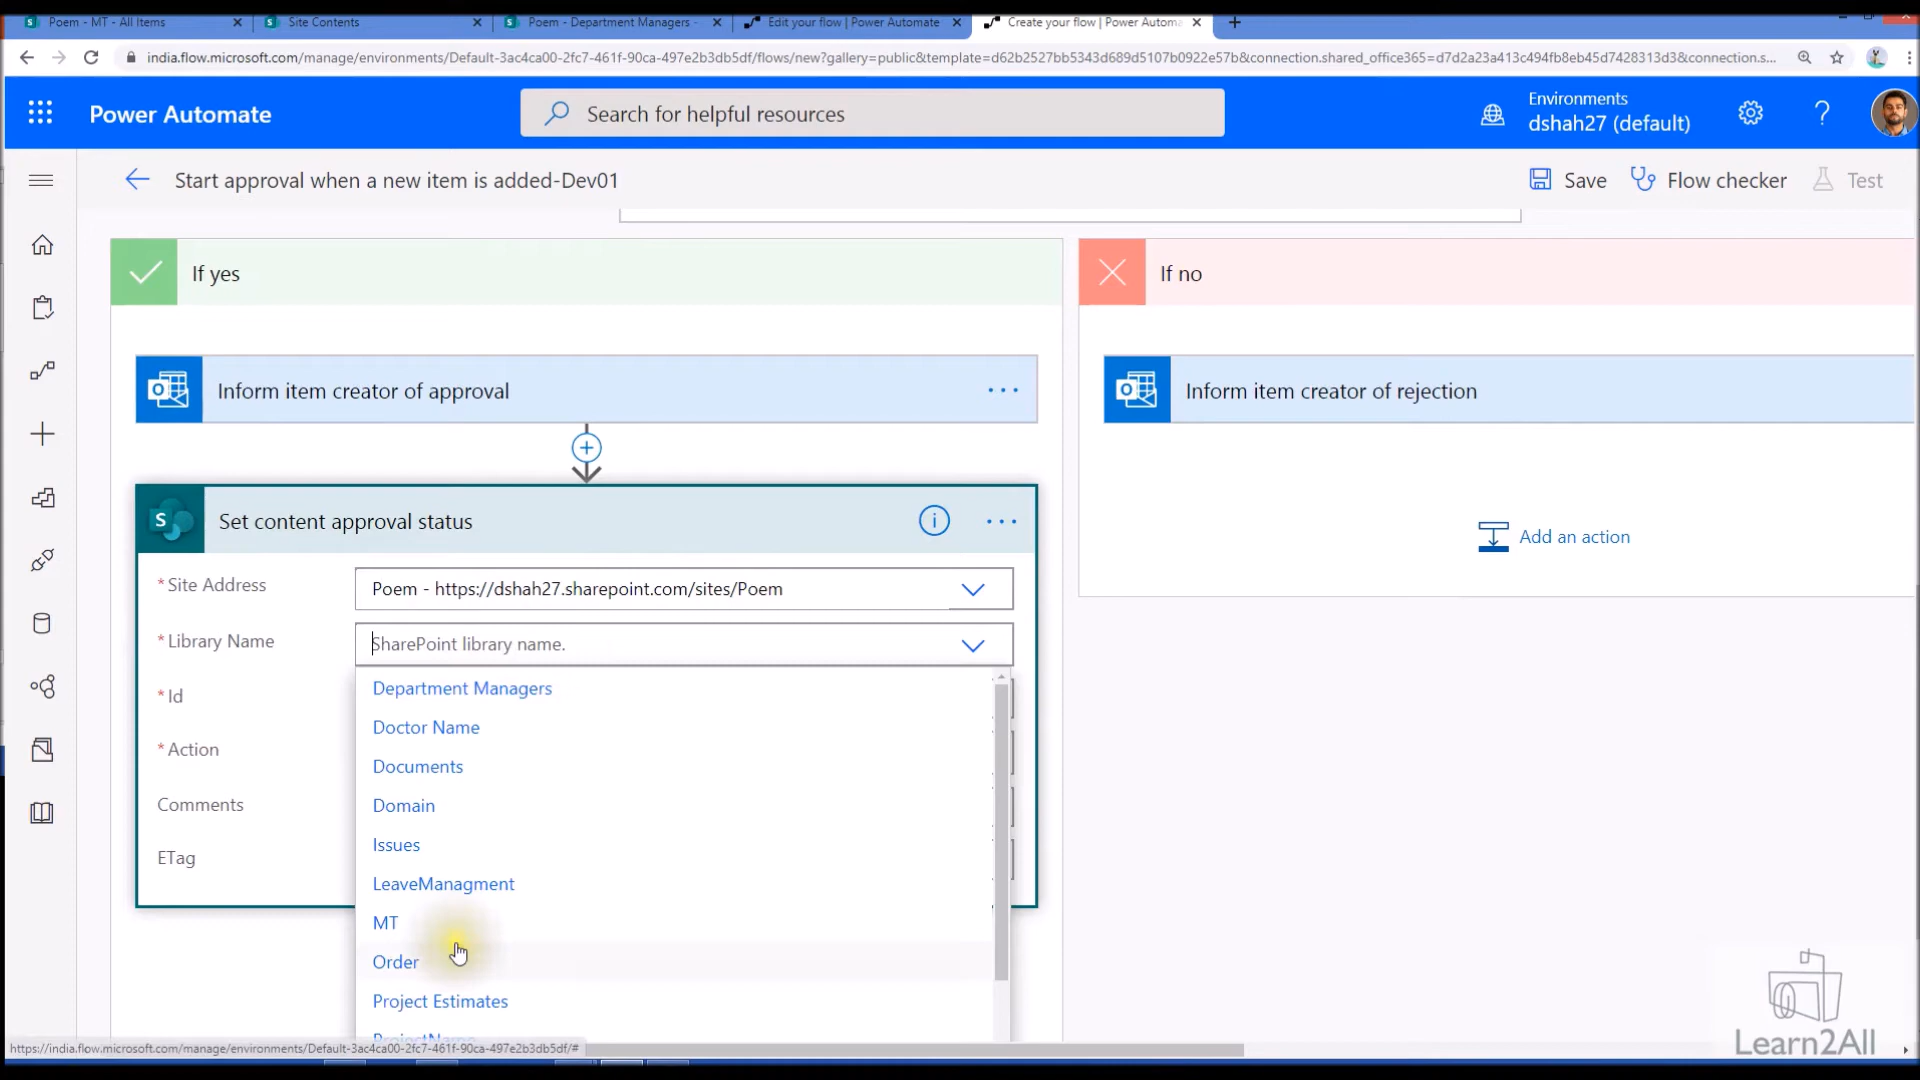 Poem - MT - All Items
Site Contents
Poem - Department Managers -
Edit your flow | Power Automate
Create your flow | Power Automa
india.flow.microsoft.com/manage/environments/Default-3ac4ca00-2fc7-461f-90ca-497e2b3db5df/flows/new?gallery=public&template=d62b2527bb5343d689d5107b0922e57b&connection.shared_office365=d7d2a23a413c494fb8eb45d7428313d3&connection.s...
Power Automate
Search for helpful resources
Environments
dshah27 (default)
Start approval when a new item is added-Dev01
Save
Flow checker
Test
If yes
If no
Inform item creator of approval
Inform item creator of rejection
Set content approval status
Add an action
* Site Address
Poem - https://dshah27.sharepoint.com/sites/Poem
* Library Name
SharePoint library name.
* Id
* Action
Comments
ETag
Department Managers
Doctor Name
Documents
Domain
Issues
LeaveManagment
MT
Order
Project Estimates
ProjectName
https://india.flow.microsoft.com/manage/environments/Default-3ac4ca00-2fc7-461f-90ca-497e2b3db5df/#
Learn2All